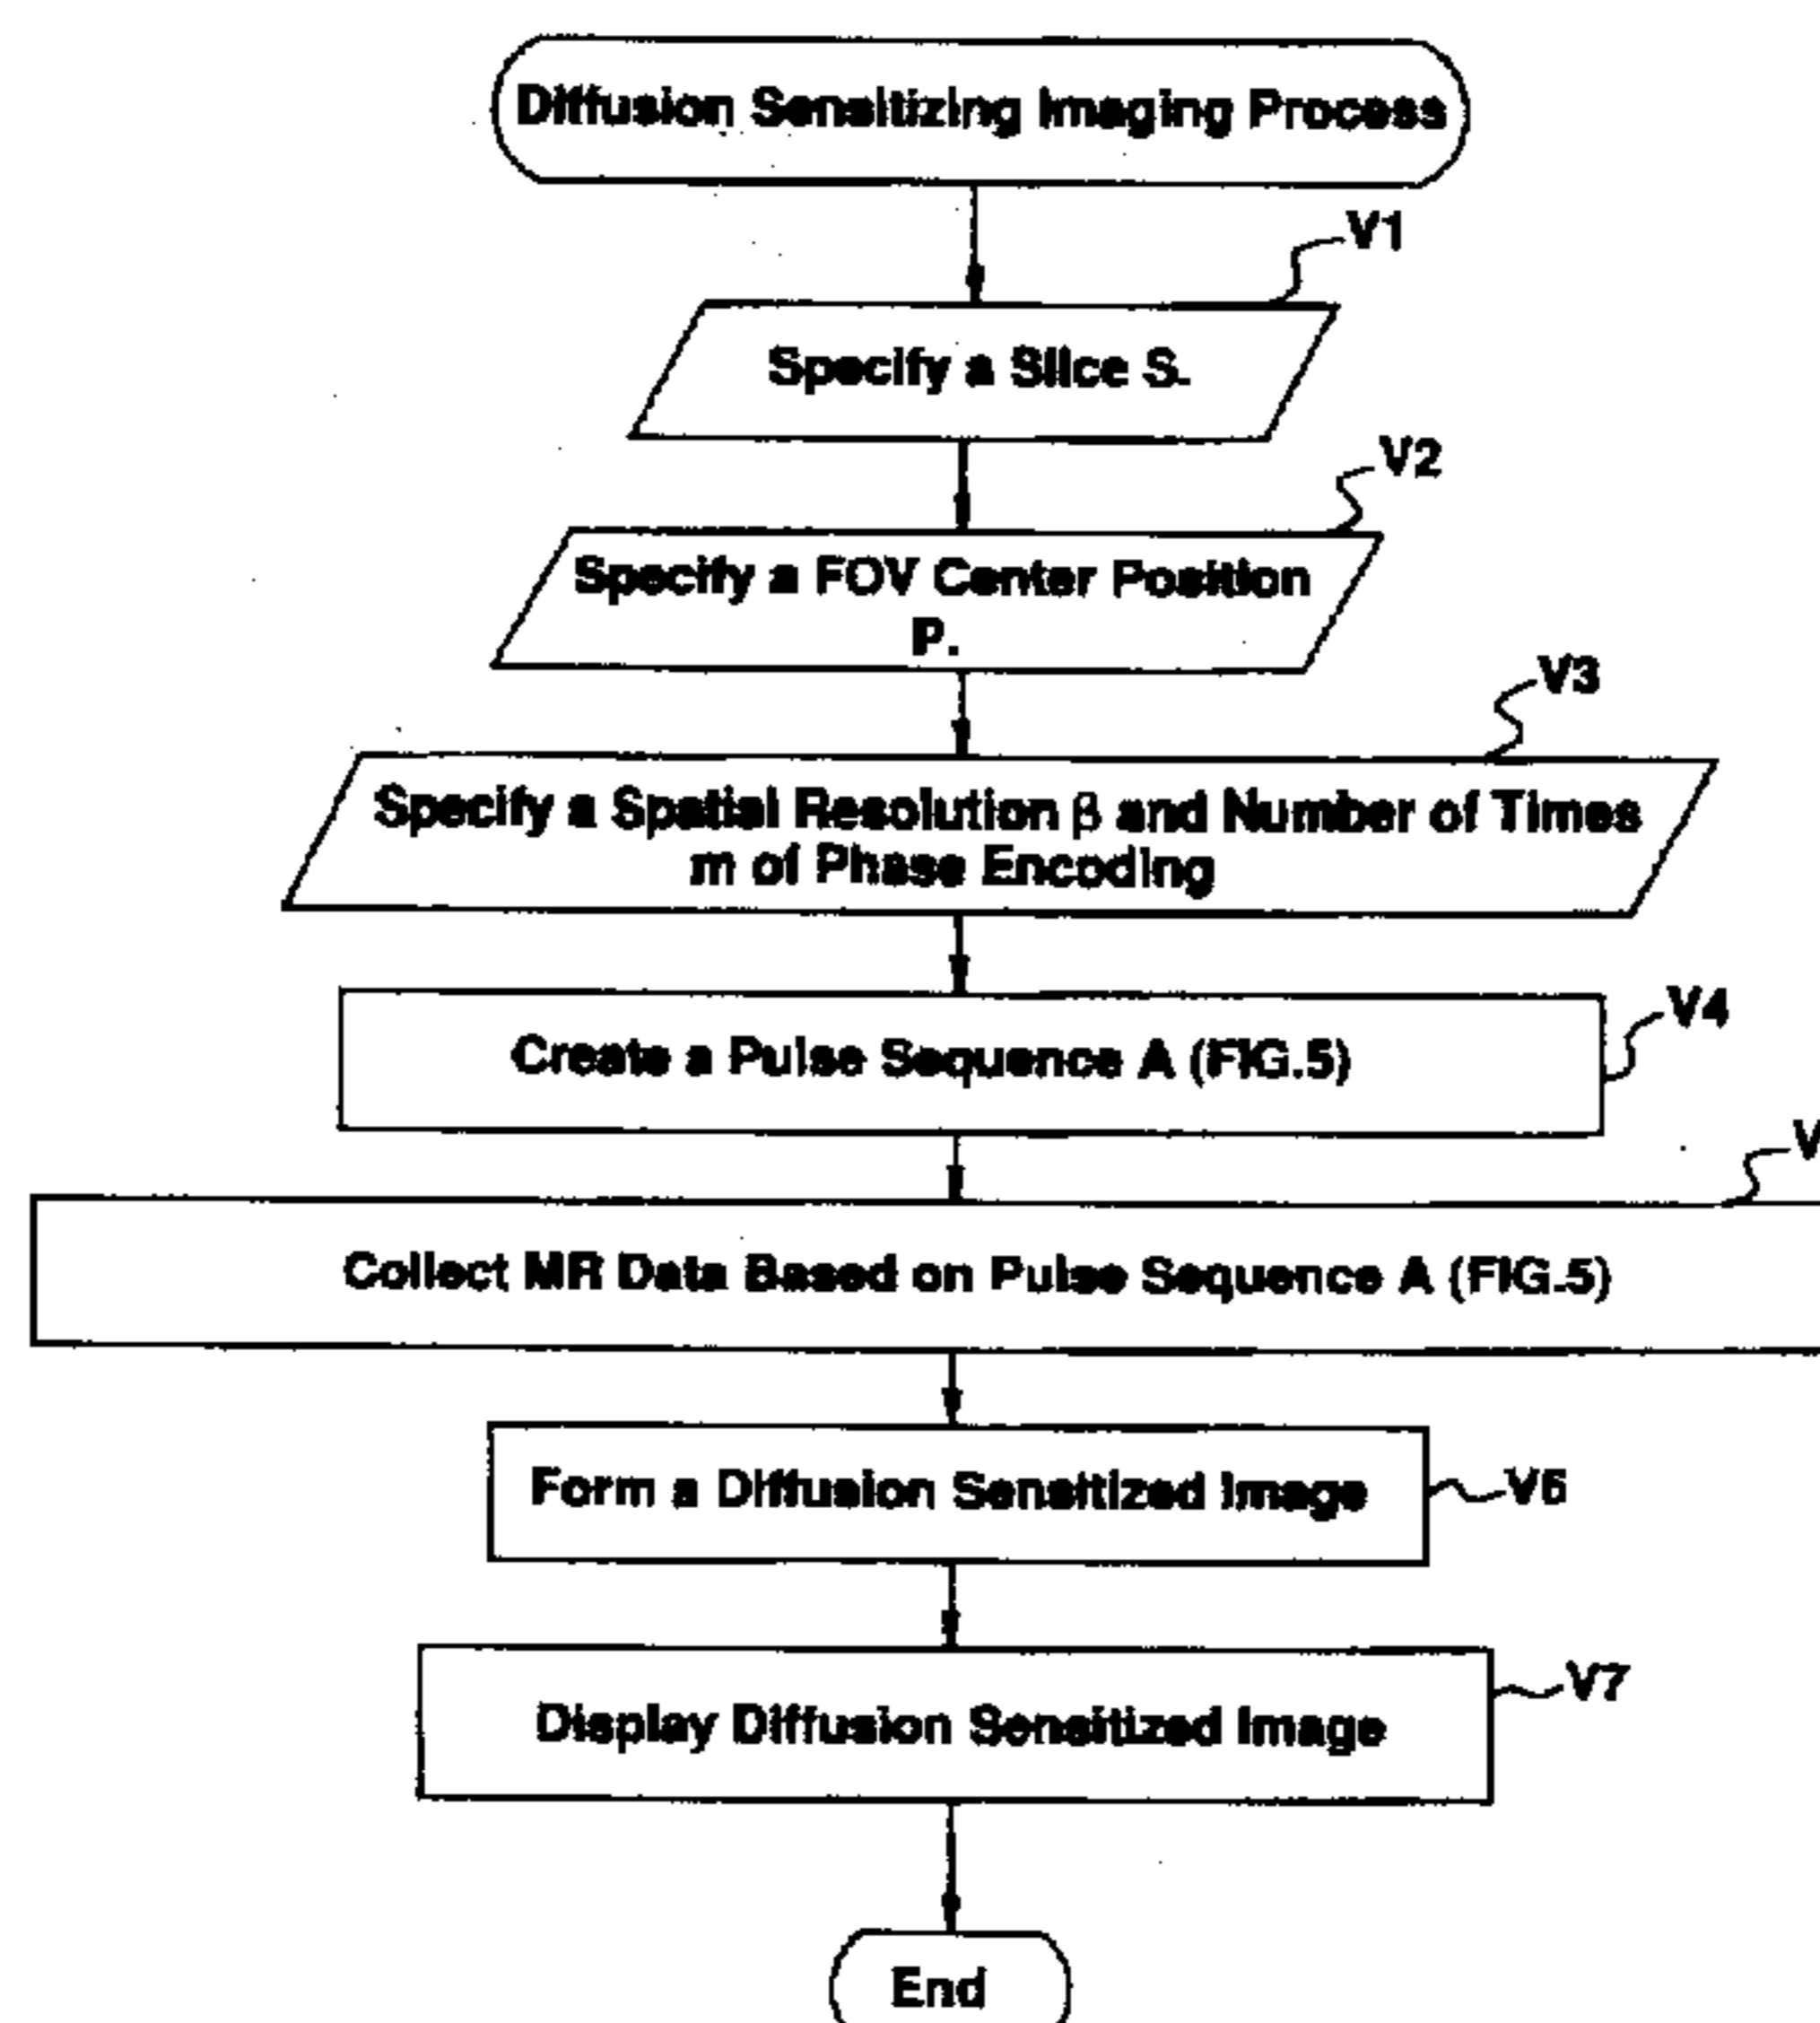 Diffusion Sensitizing Imaging Process
V1
Specify a Slice S.
V2
Specify a FOV Center Position
P.
V3
Specify a Spatial Resolution β and Number of Times
m of Phase Encoding
Create a Pulse Sequence A (FIG.5)
V4
V
Collect MR Data Based on Pulse Sequence A (FIG.5)
Form a Diffusion Sensitized Image
V6
Display Diffusion Sensitized Image
V7
End